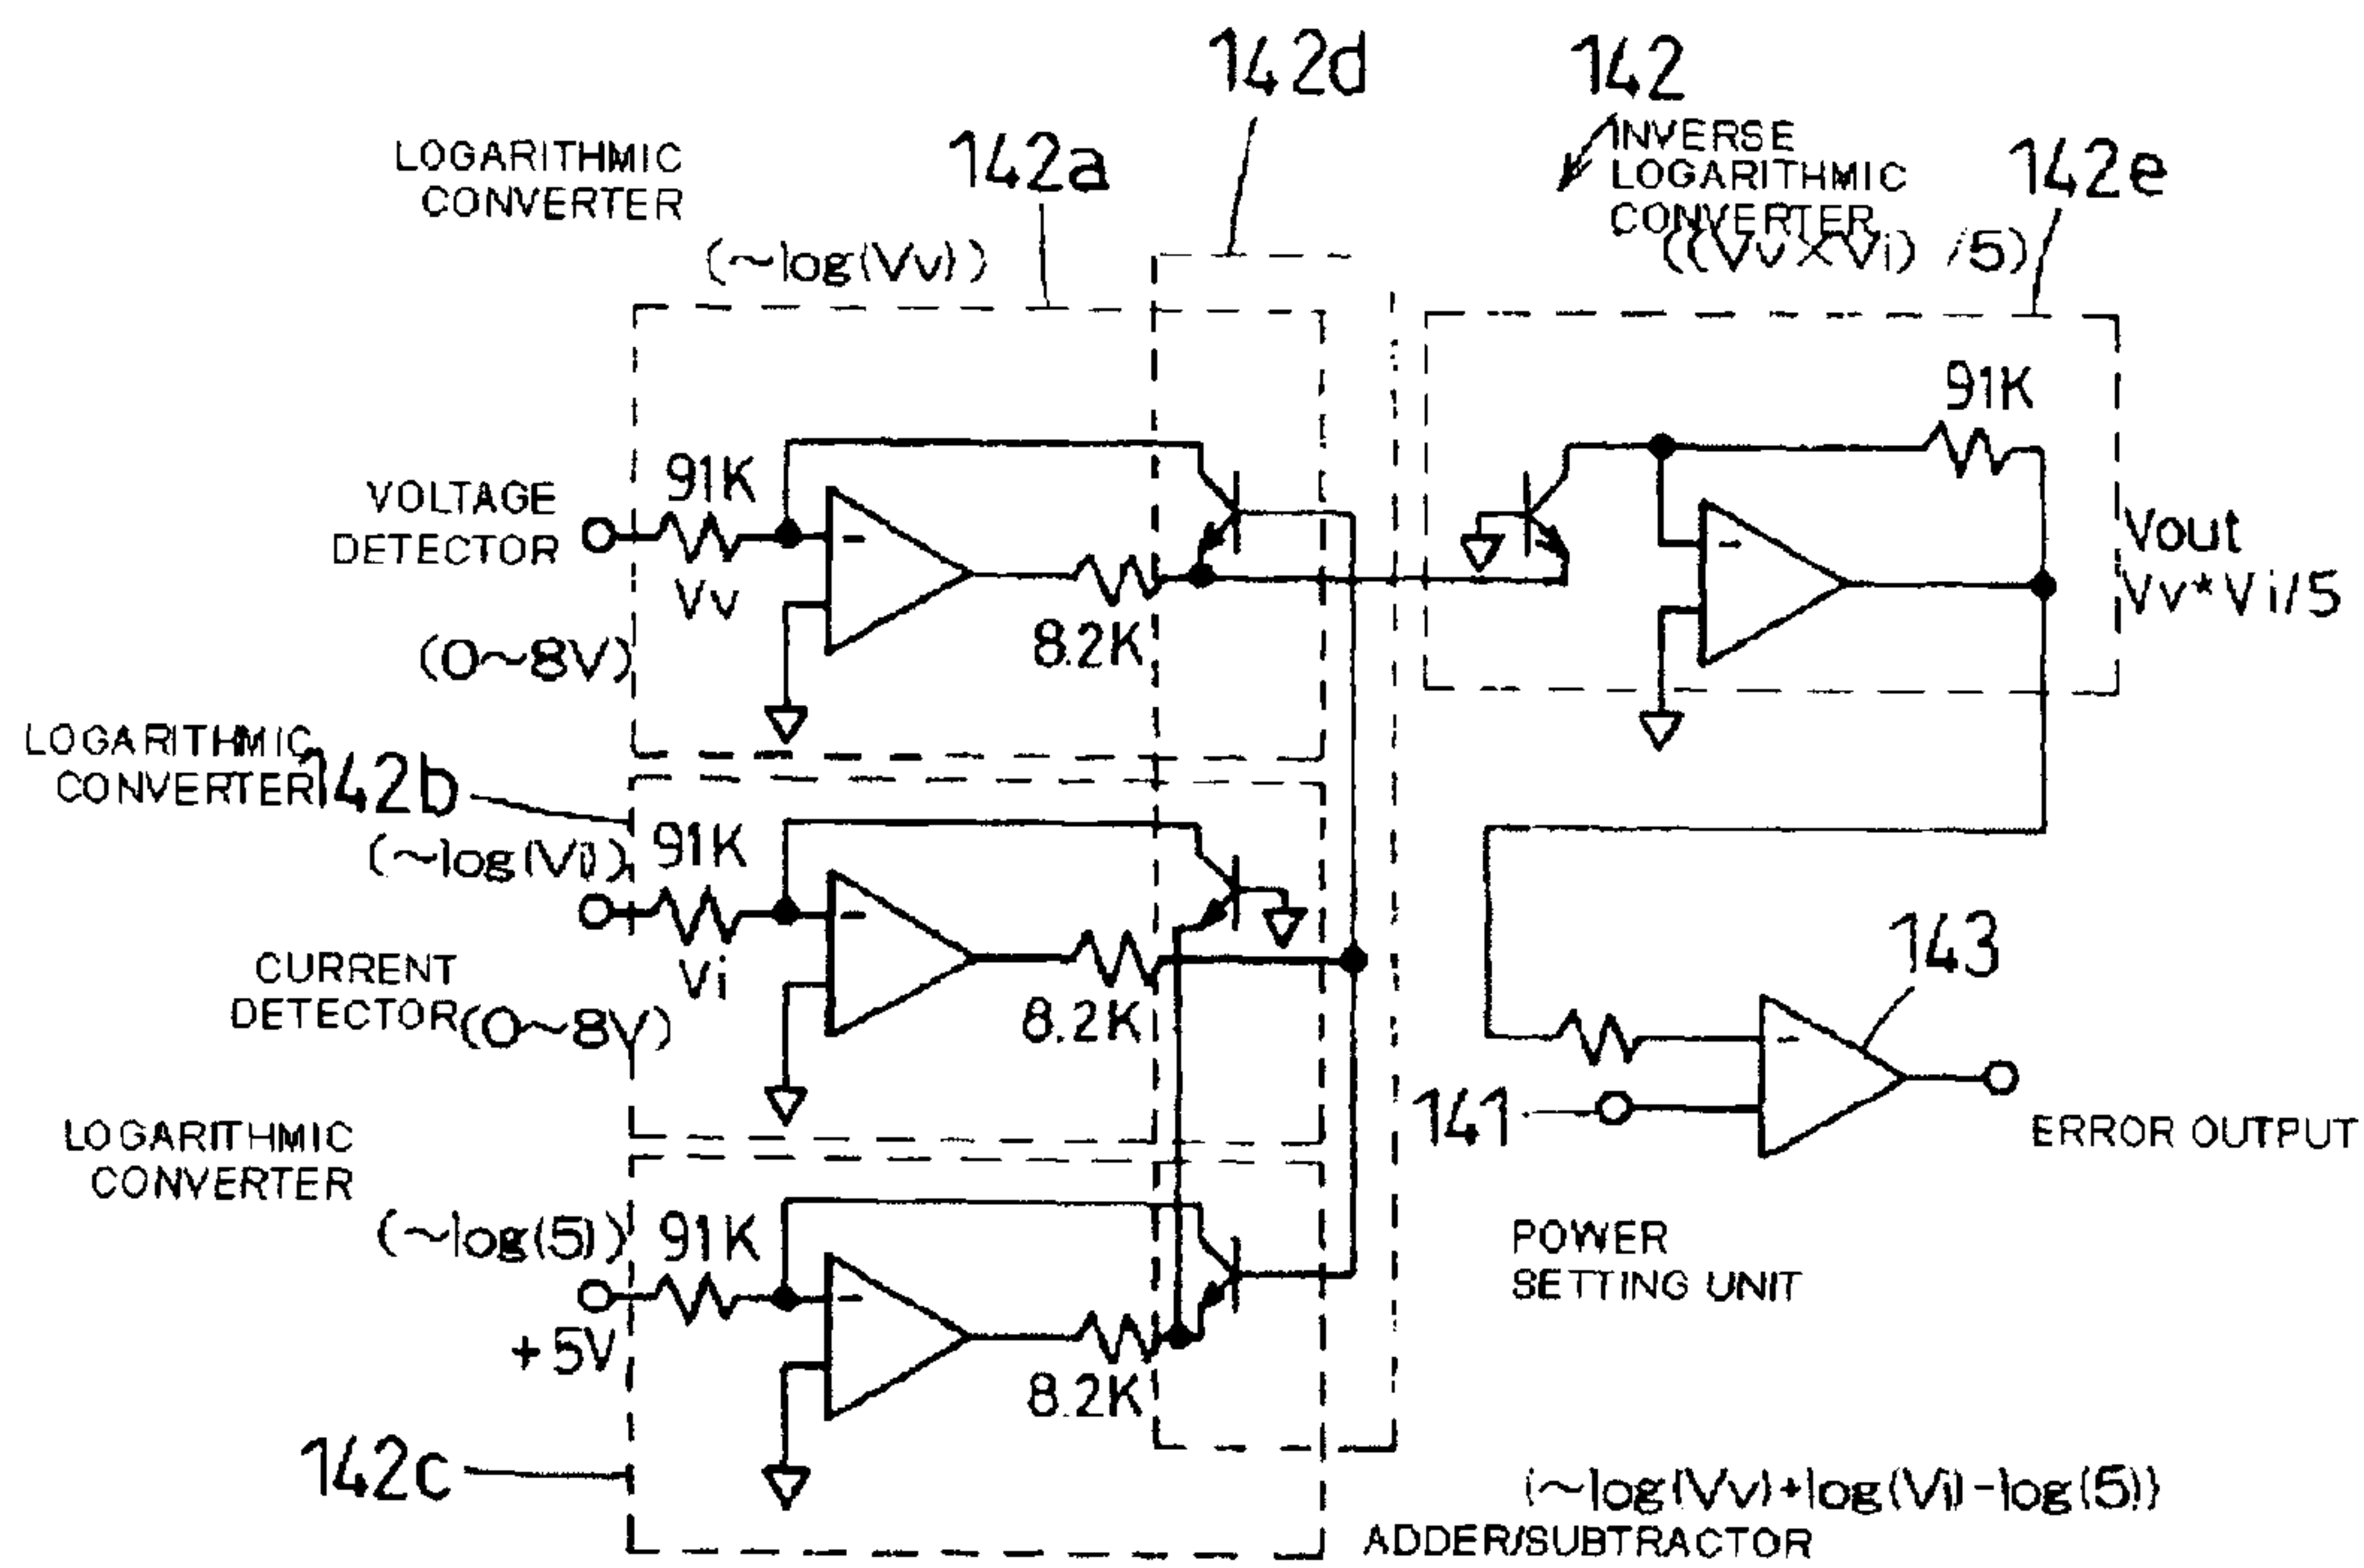 142d
142
INVERSE
LOGARITHMIC
CONVERTER
((Vv×Vi) /5)
142e
LOGARITHMIC
CONVERTER
142a
(~log(Vv))
91K
VOLTAGE
DETECTOR
91K
Vv
(0~8V)
-
8.2K
-
Vout
Vv*Vi/5
LOGARITHMIC
CONVERTER
142b
(~log(Vi))
91K
-
CURRENT
DETECTOR
Vi
(0~8V)
8.2K
143
-
141
ERROR OUTPUT
LOGARITHMIC
CONVERTER
(~log(5))
91K
-
+5V
8.2K
POWER
SETTING UNIT
142c
(~log(Vv)+log(Vi)-log(5))
ADDER/SUBTRACTOR